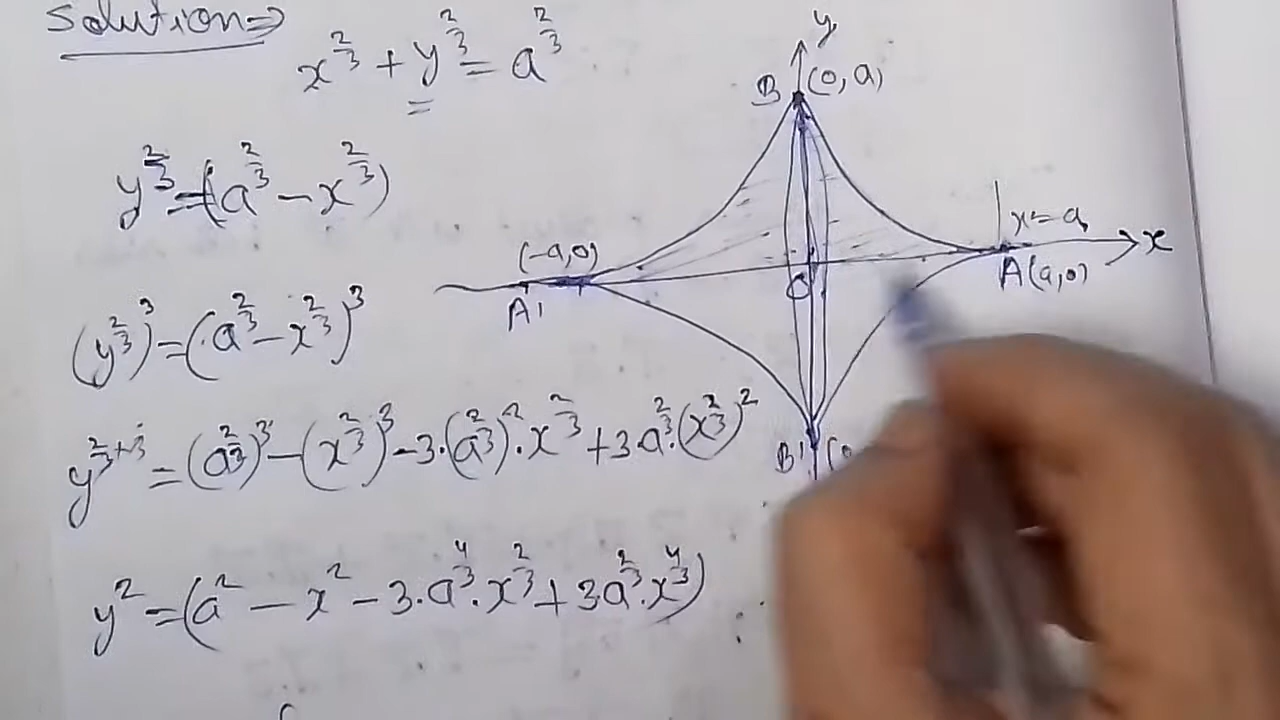 Solution⇒
x^{2/3} + y^{2/3} = a^{2/3}
y^{2/3} = (a^{2/3} − x^{2/3})
(y^{2/3})^3 = (a^{2/3} − x^{2/3})^3
y^{2/3+3} = (a^{2/3})^3 − (x^{2/3})^3 − 3·(a^{2/3})^2·x^{2/3} + 3·a^{2/3}·(x^{2/3})^2
y^2 = (a^2 − x^2 − 3·a^{4/3}·x^{2/3} + 3a^{2/3}·x^{4/3})
y
B (0, a)
x = a
x
(-a,0)
A'
O
A(a,0)
B'